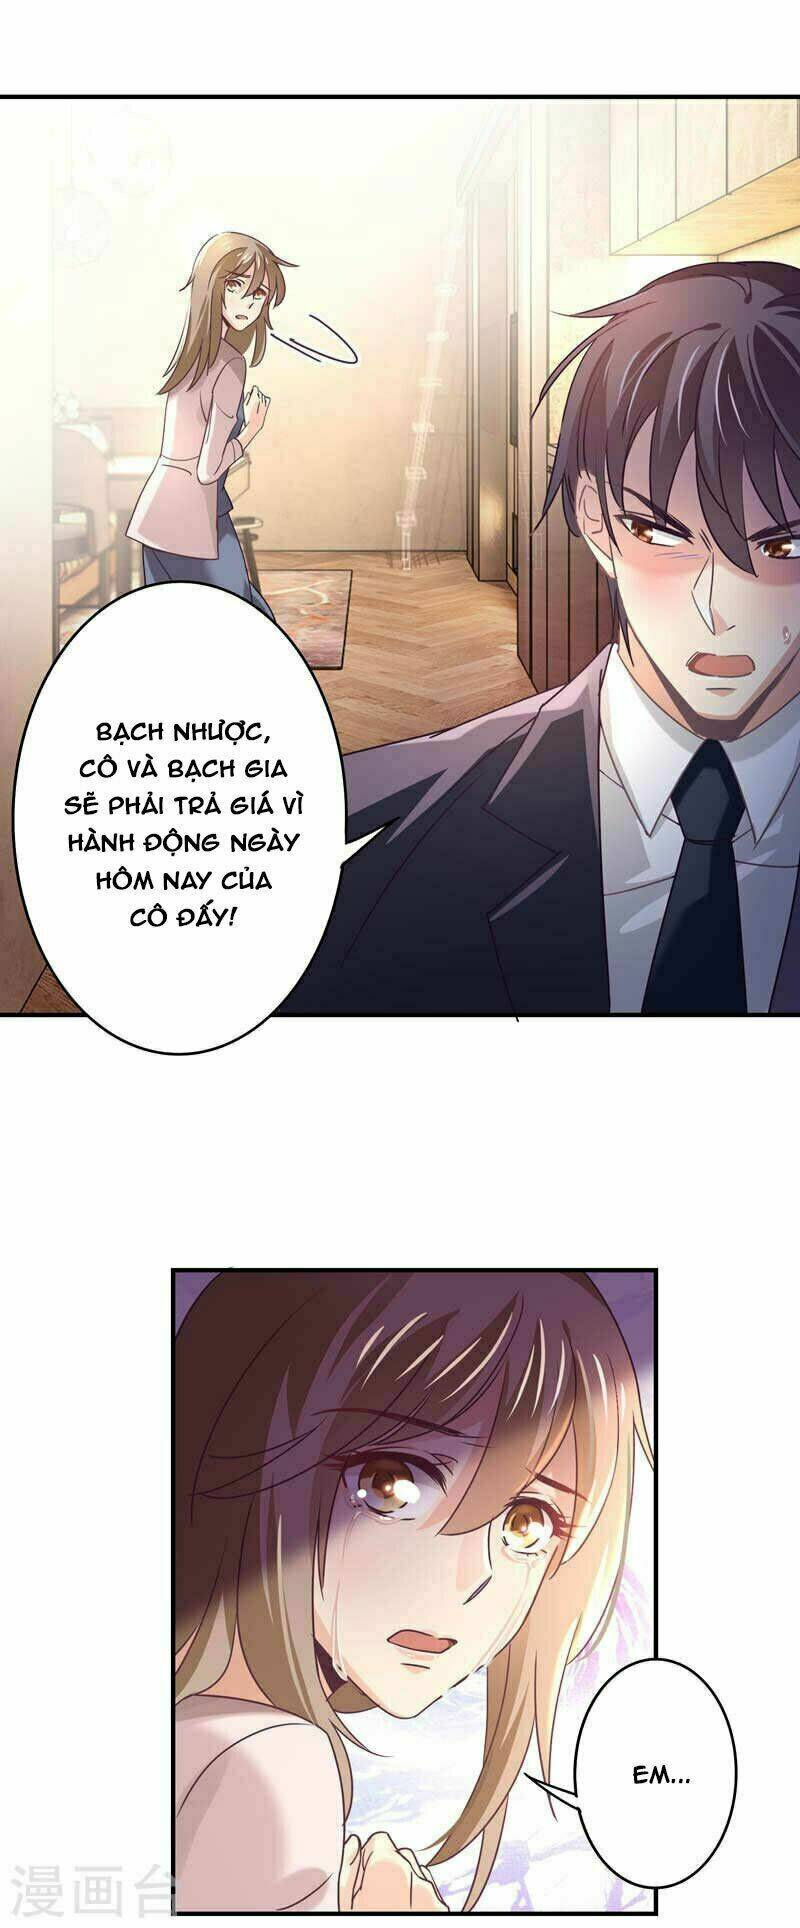 BẠCH NHƯỢC,
CÔ VÀ BẠCH GIA
SẼ PHẢI TRẢ GIÁ VÌ
HÀNH ĐỘNG NGÀY
HÔM NAY CỦA
CÔ ĐẤY!
EM...
漫画台